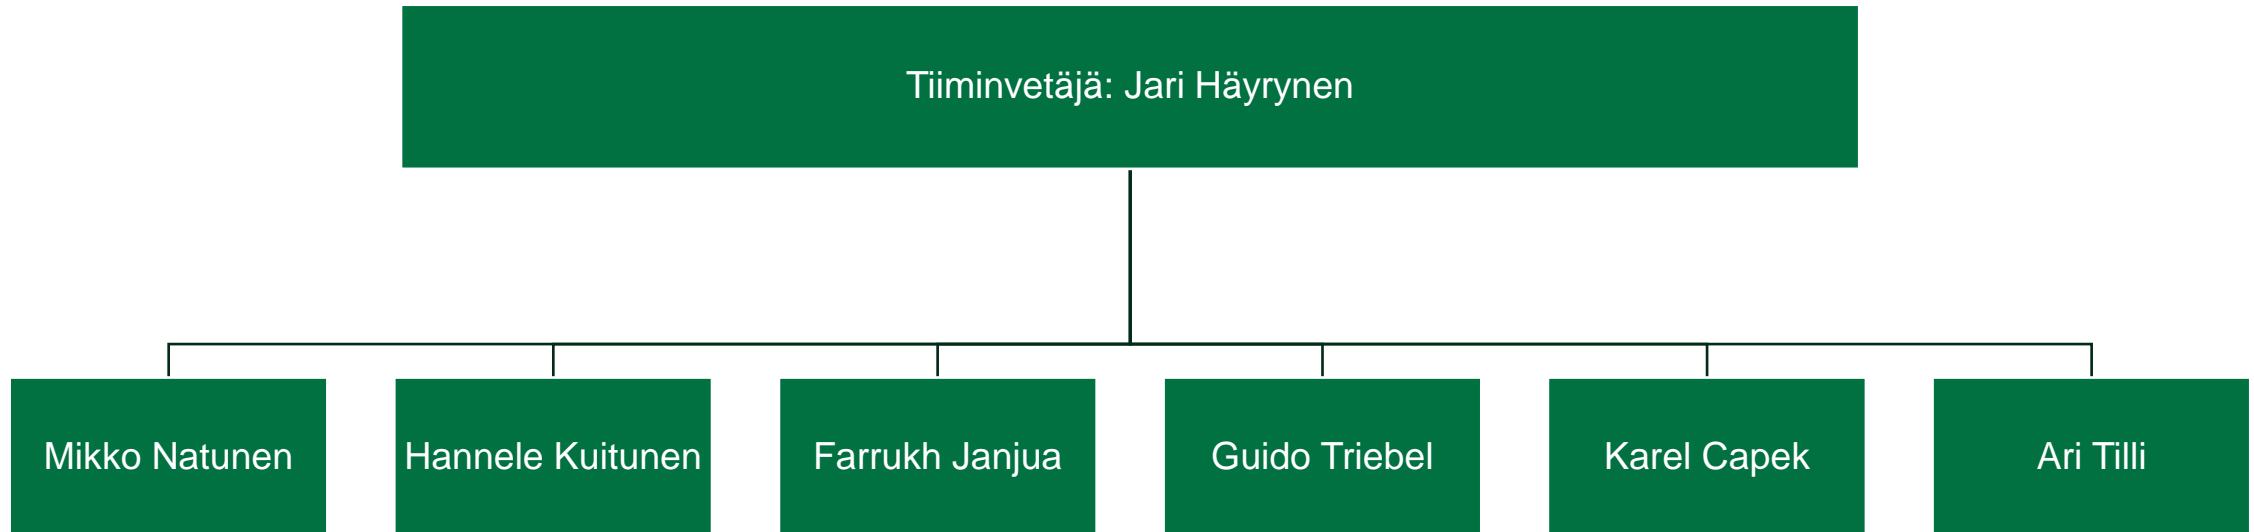 Tiiminvetäjä: Jari Häyrynen
Mikko Natunen
Hannele Kuitunen
Farrukh Janjua
Guido Triebel
Karel Capek
Ari Tilli